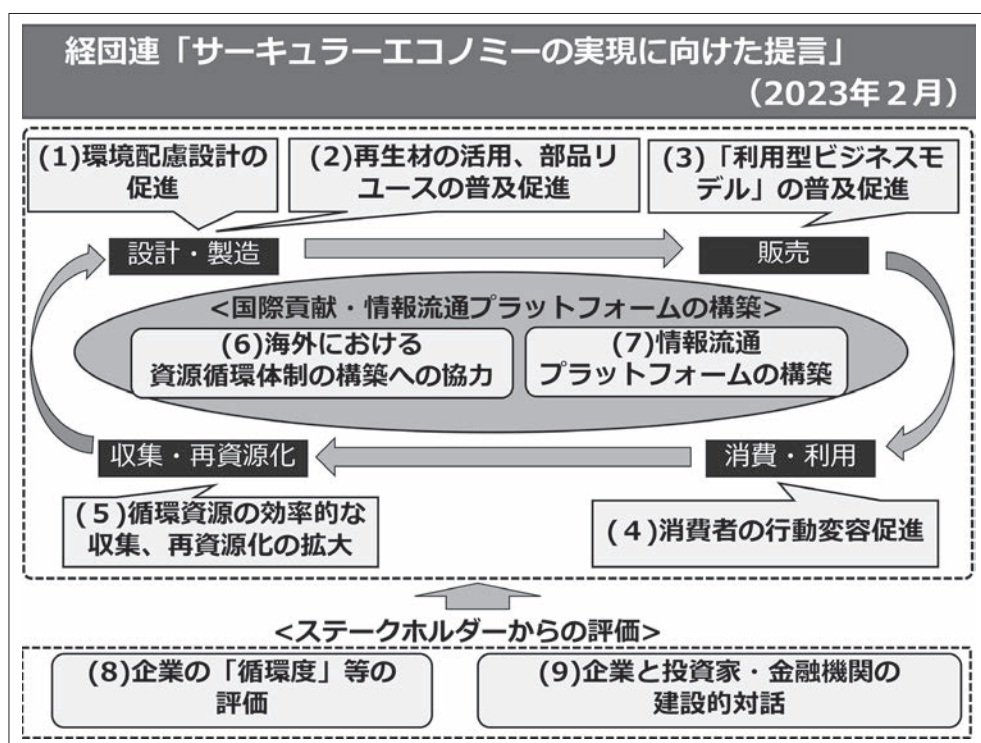 経団連「サーキュラーエコノミーの実現に向けた提言」
（2023年２月）
(1)環境配慮設計の
促進
(2)再生材の活用、部品リ
ユースの普及促進
(3)「利用型ビジネスモ
デル」の普及促進
設計・製造
販売
<国際貢献・情報流通プラットフォームの構築>
(6)海外における
資源循環体制の構築への協力
(7)情報流通
プラットフォームの構築
収集・再資源化
消費・利用
(５)循環資源の効率的な
収集、再資源化の拡大
(４)消費者の行動変容促進
<ステークホルダーからの評価>
(8)企業の「循環度」等の
評価
(9)企業と投資家・金融機関の
建設的対話